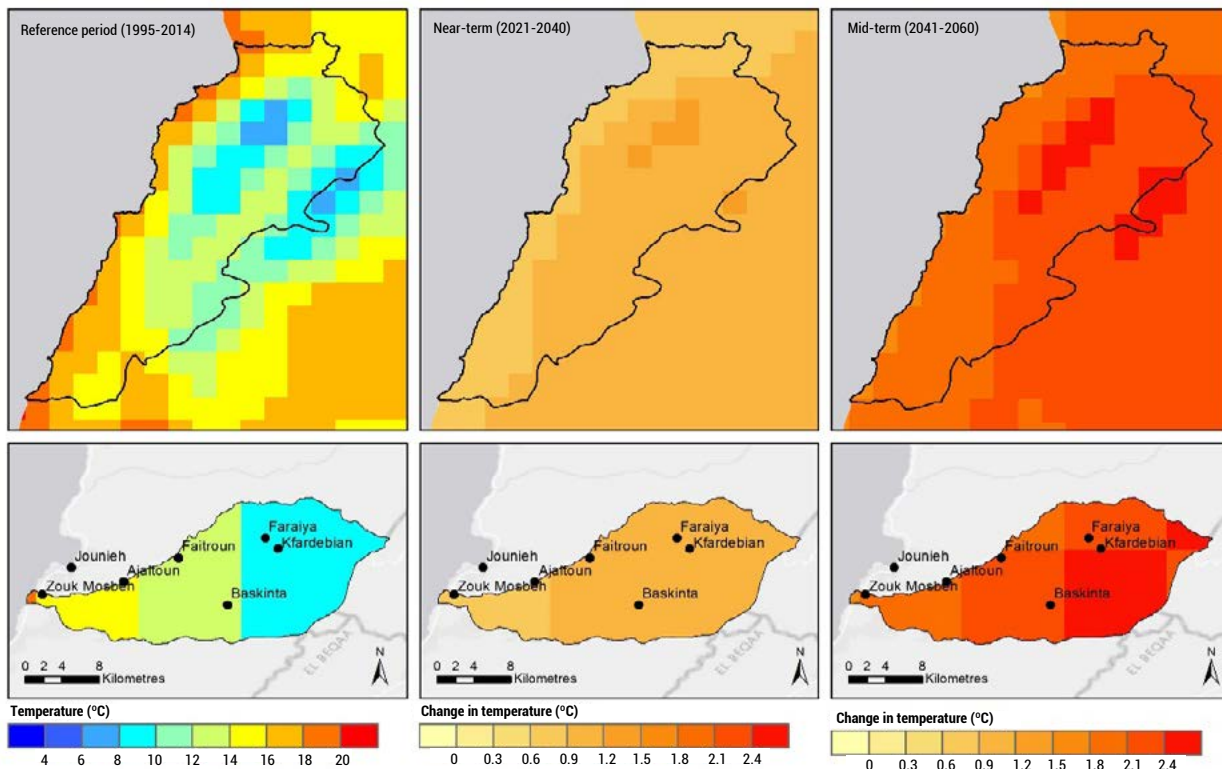 Reference period (1995-2014)
Near-term (2021-2040)
Mid-term (2041-2060)
Faraiya
Kfardebian
Faitroun
Jounieh
Ajaltoun
Zouk Mosbeh
Baskinta
EL BEQAA
0 2 4 8
Kilometres
N
Faraiya
Kfardebian
Faitroun
Jounieh
Ajaltoun
Zouk Mosbeh
Baskinta
EL BEQAA
0 2 4 8
Kilometres
N
Faraiya
Kfardebian
Faitroun
Jounieh
Ajaltoun
Zouk Mosbeh
Baskinta
EL BEQAA
0 2 4 8
Kilometres
N
Temperature (ºC)
4 6 8 10 12 14 16 18 20
Change in temperature (ºC)
0 0.3 0.6 0.9 1.2 1.5 1.8 2.1 2.4
Change in temperature (ºC)
0 0.3 0.6 0.9 1.2 1.5 1.8 2.1 2.4